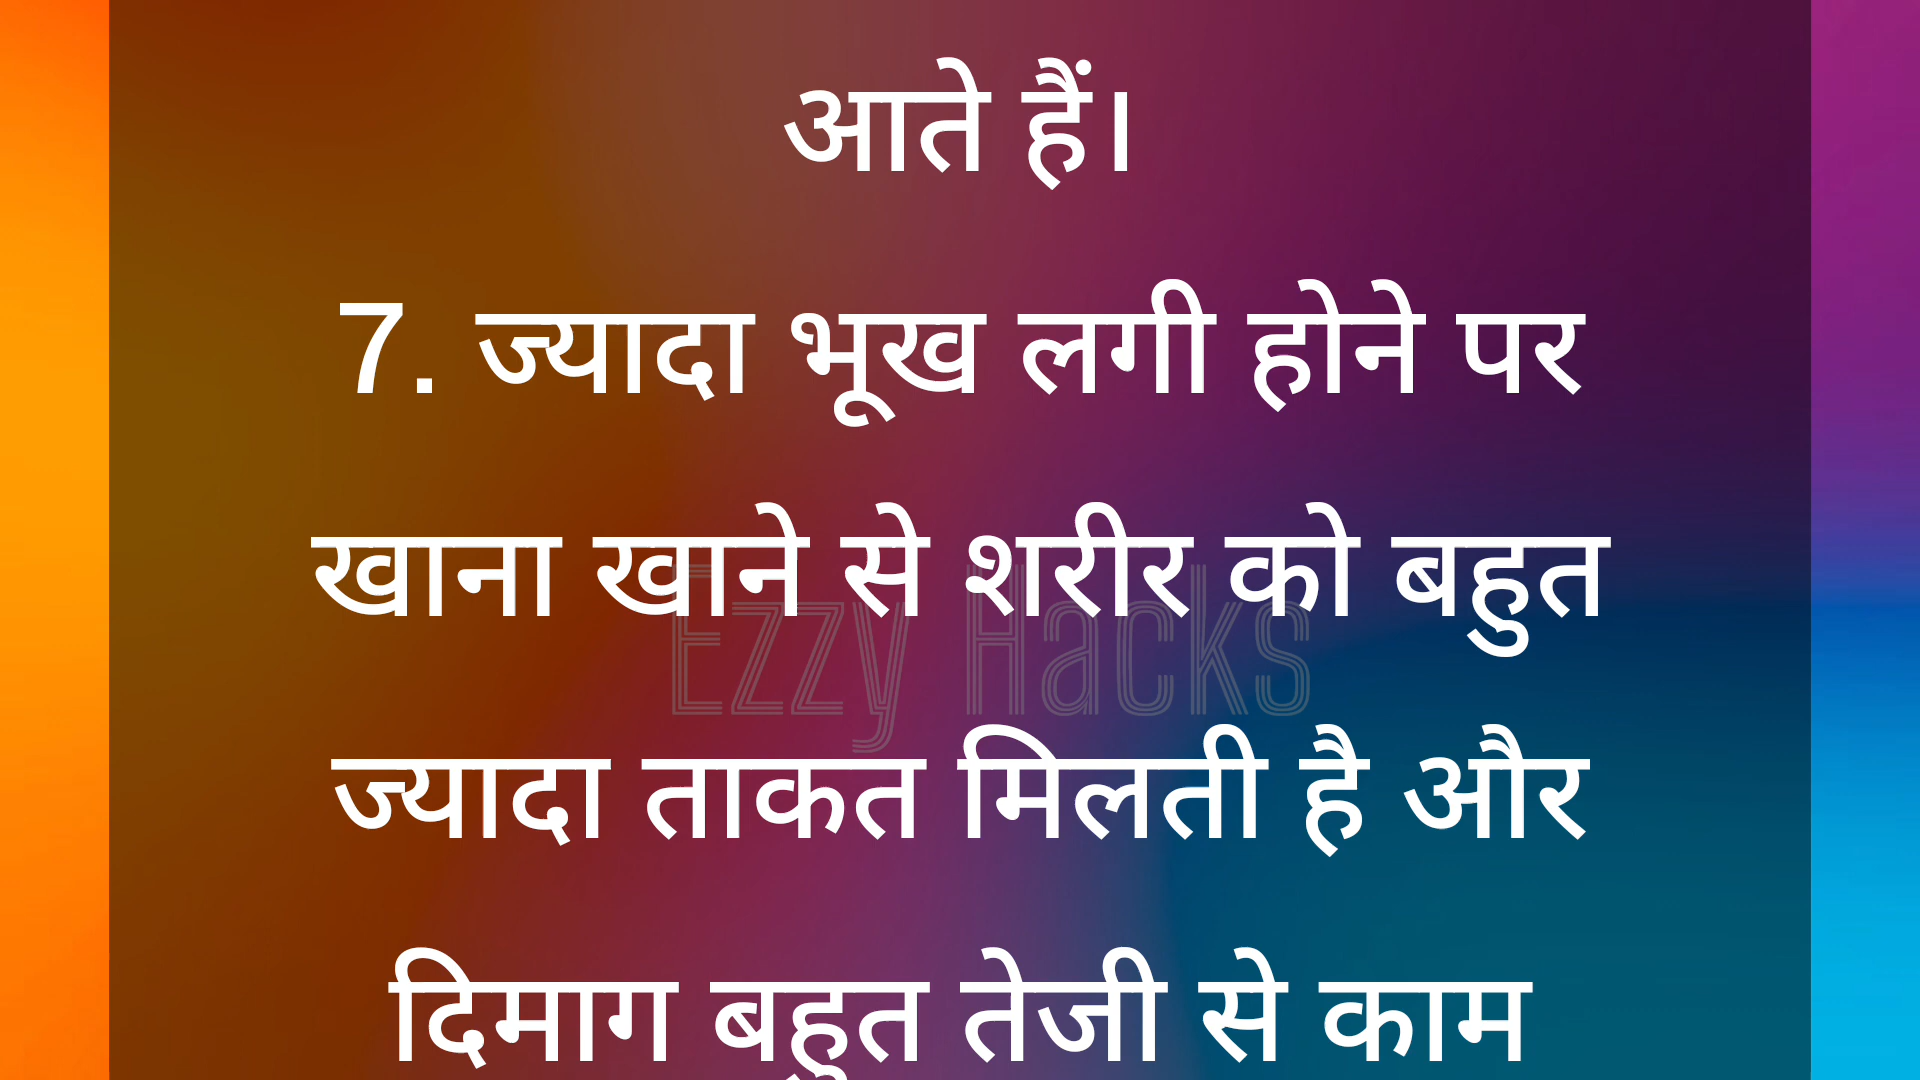 आते हैं।
7. ज्यादा भूख लगी होने पर
खाना खाने से शरीर को बहुत
Ezzy Hacks
ज्यादा ताकत मिलती है और
दिमाग बहुत तेजी से काम